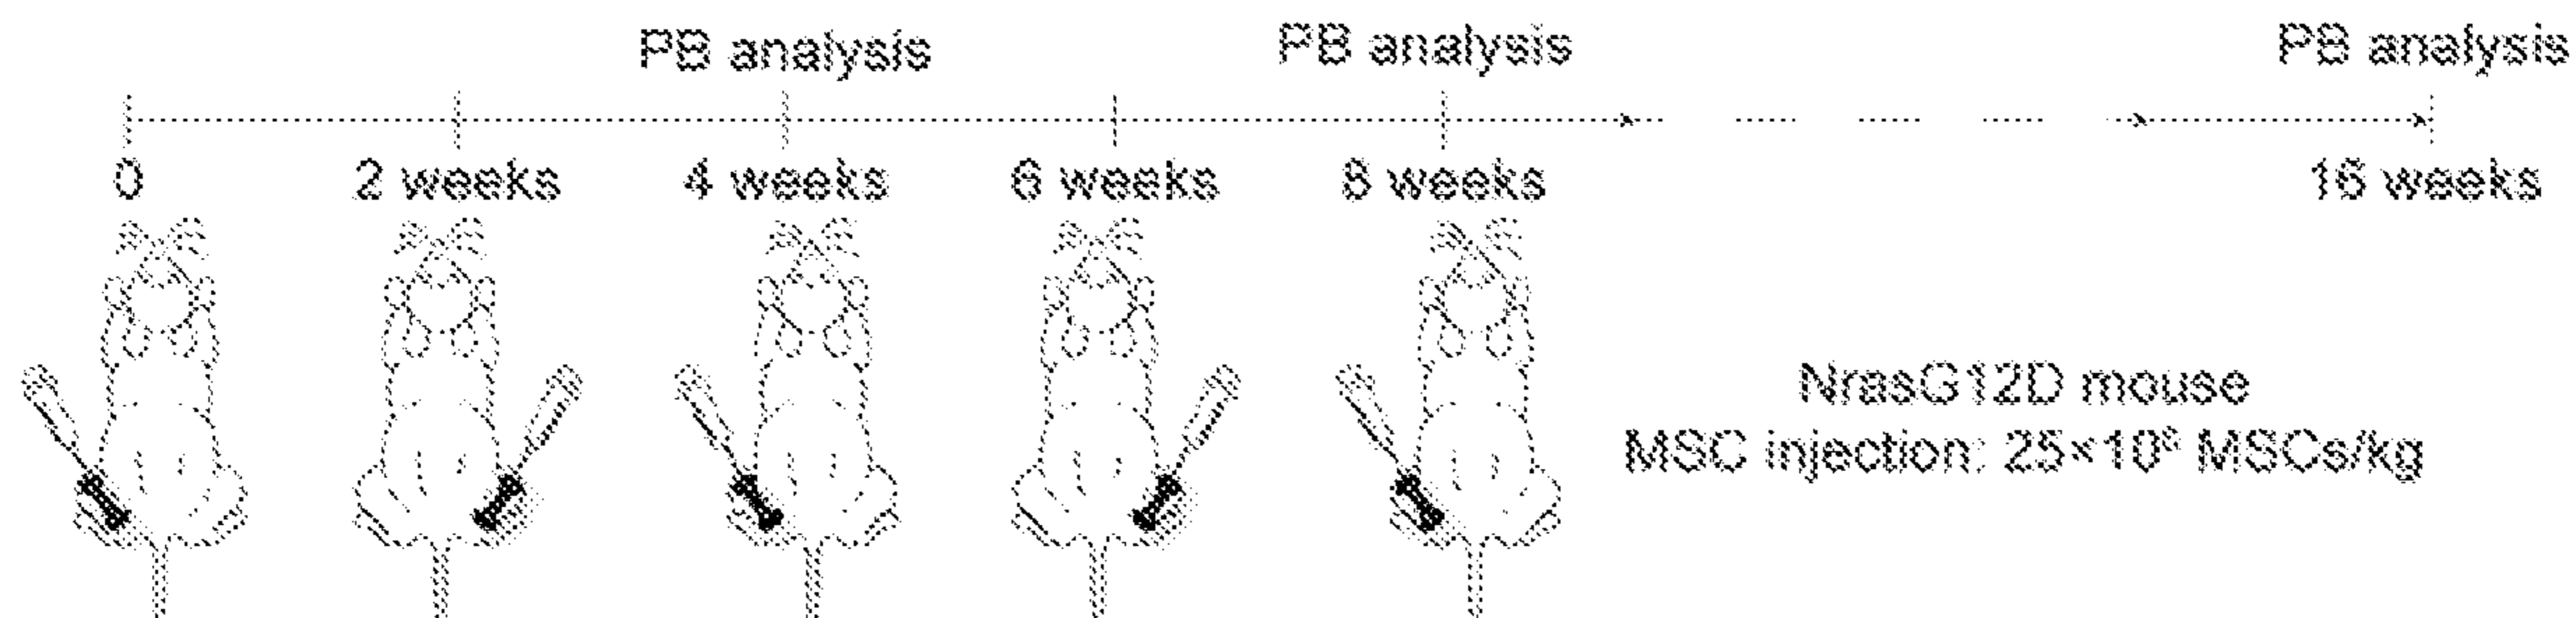 PB analysis PB analysis PB analysis
0 2 weeks 4 weeks 6 weeks 8 weeks 16 weeks
NrasG12D mouse
MSC injection: 25×10⁶ MSCs/kg